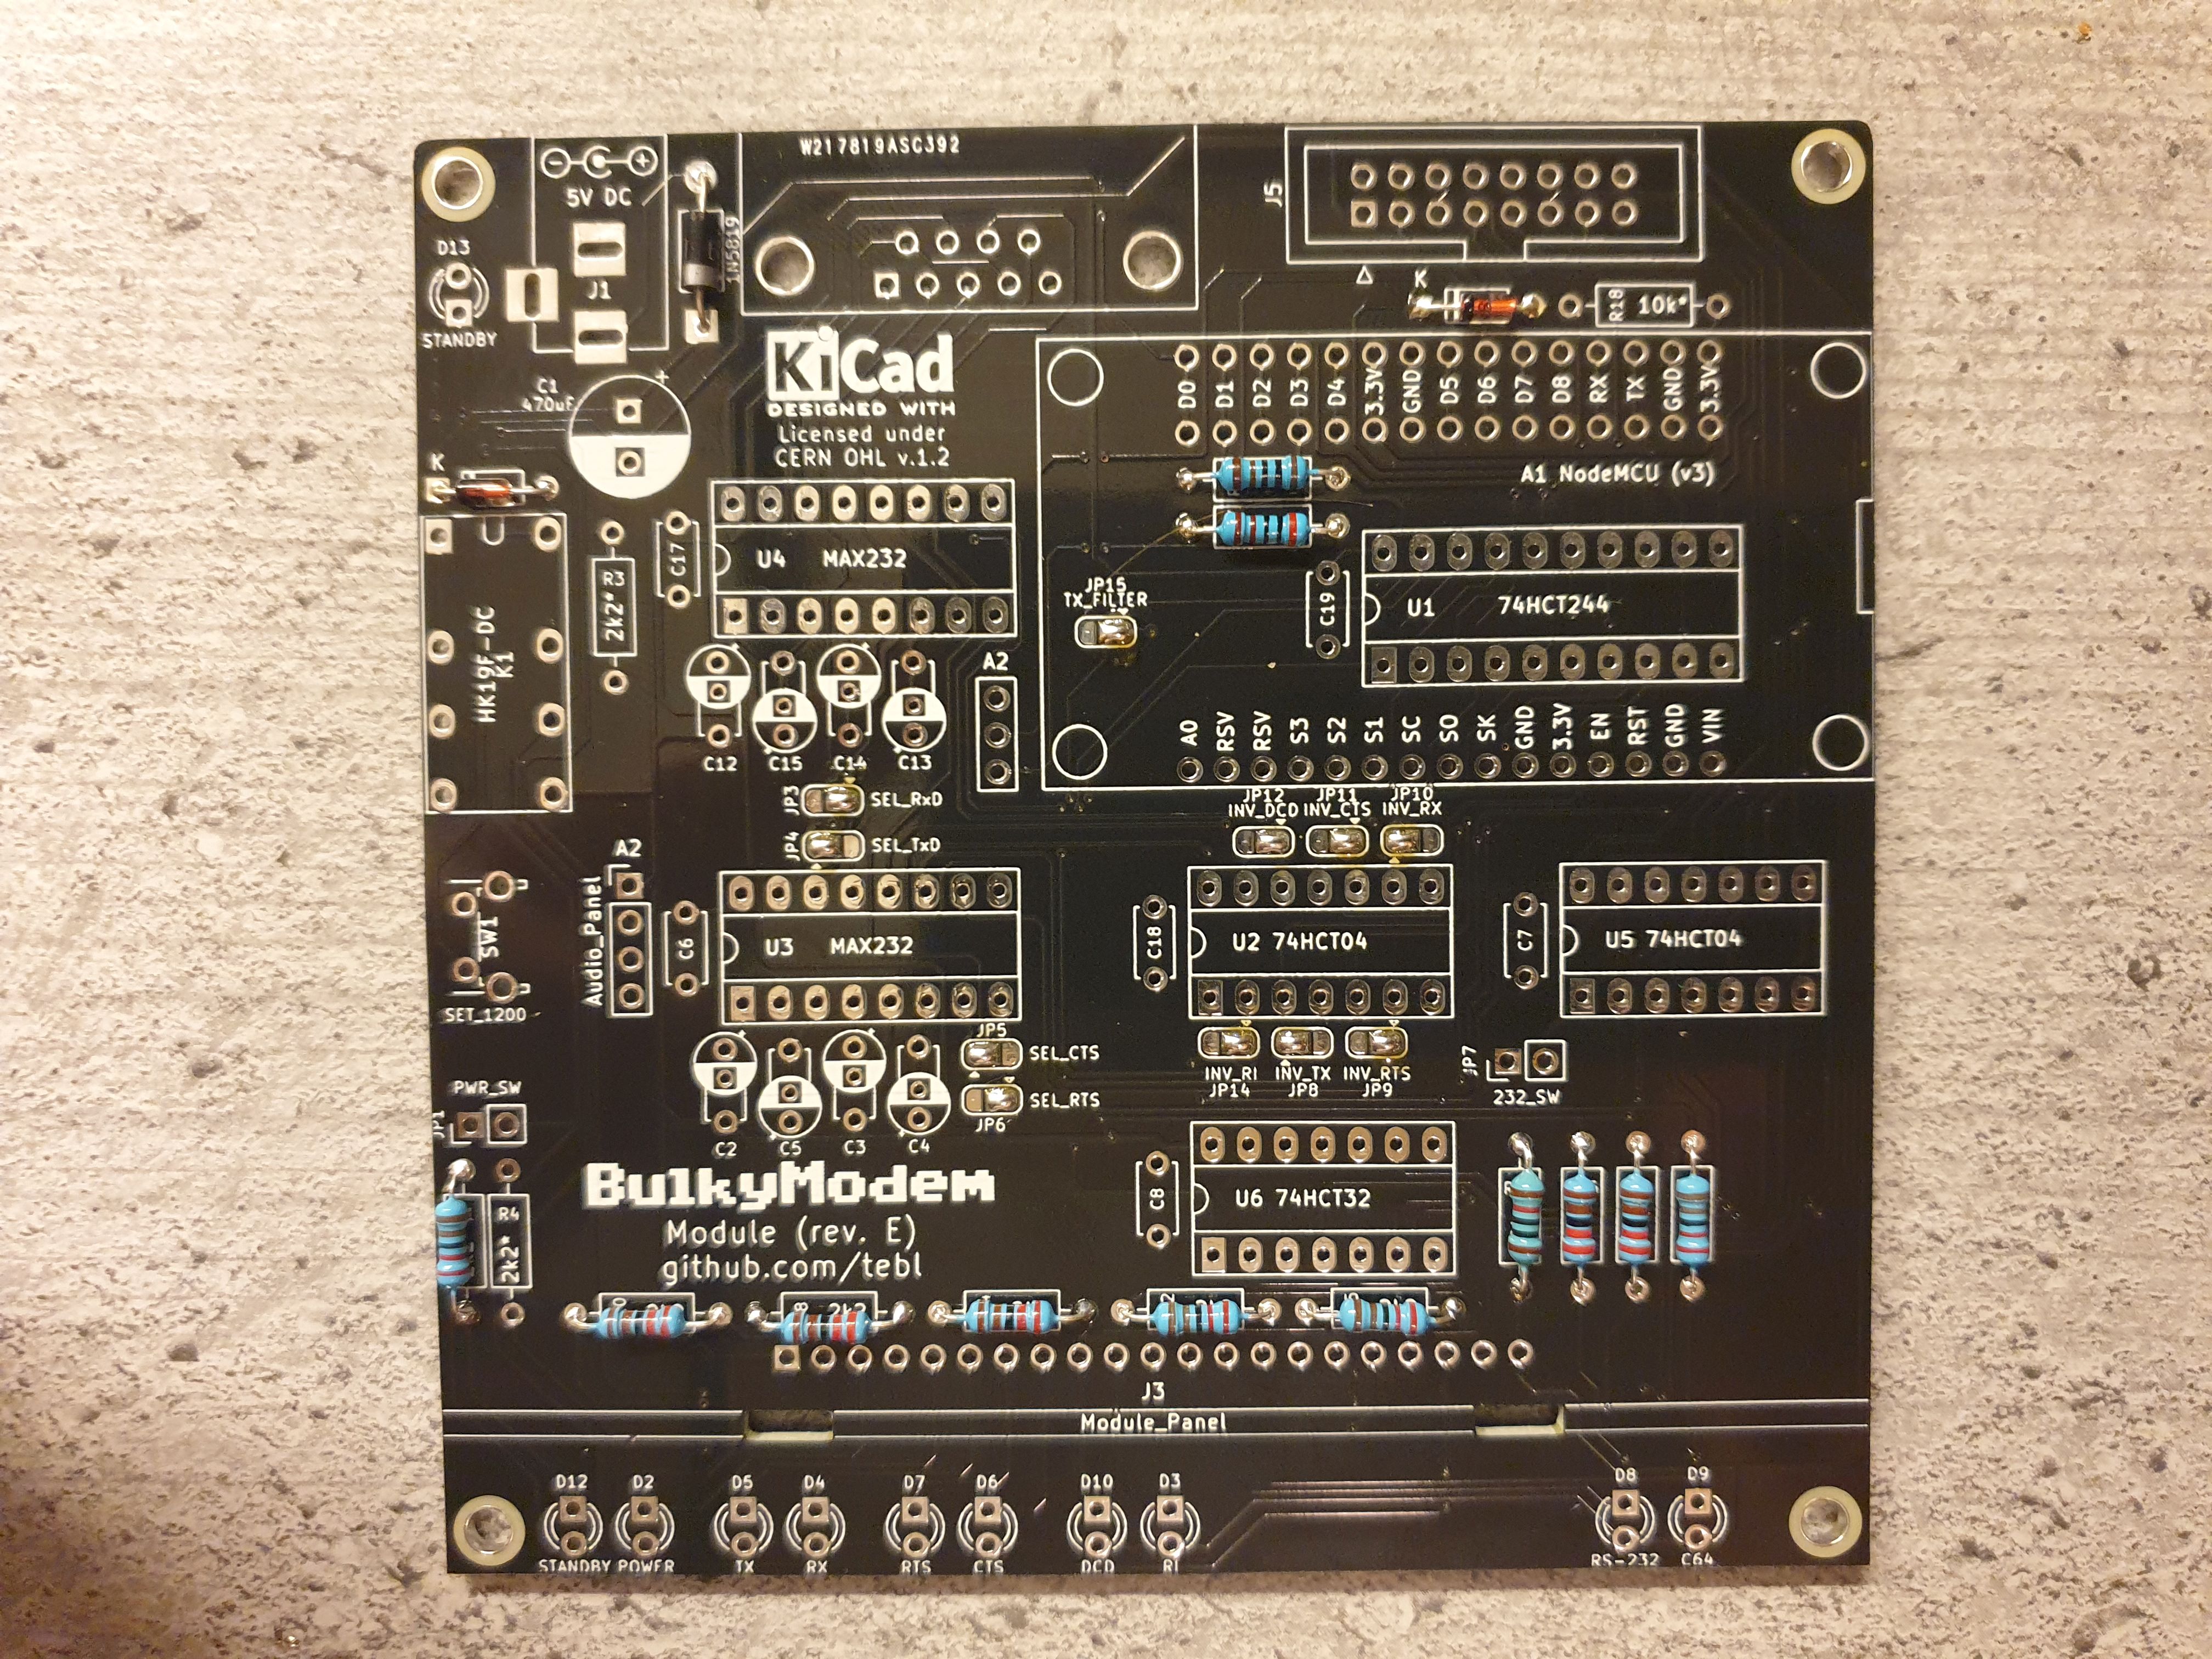 W217819ASC392
5V DC
J5
D13
1N5819
J1
K
R18
10k*
STANDBY
KiCad
DESIGNED WITH
Licensed under
CERN OHL v.1.2
C1
470uF
+
D0 D1 D2 D3 D4 3.3V GND D5 D6 D7 D8 RX TX GND 3.3V
A1 NodeMCU (v3)
K
C17
U4 MAX232
R3
2k2*
HK19F-DC
K1
JP15
TX_FILTER
C19
U1 74HCT244
A2
C12 C15 C14 C13
A0 RSV RSV S3 S2 S1 SC SO SK GND 3.3V EN RST GND VIN
JP3 SEL_RxD
JP4 SEL_TxD
JP12 JP11 JP10
INV_DCD INV_CTS INV_RX
A2
Audio_Panel
SW1
SET_1200
C6
U3 MAX232
C18
U2 74HCT04
C7
U5 74HCT04
JP5
SEL_CTS
SEL_RTS
JP6
INV_RI INV_TX INV_RTS
JP14 JP8 JP9
JP7
232_SW
PWR_SW
JP1
C2 C5 C3 C4
R4
2k2*
Bu1kyModem
Module (rev. E)
github.com/tebl
C8
U6 74HCT32
J3
Module_Panel
D12 D2 D5 D4 D7 D6 D10 D3 D8 D9
STANDBY POWER TX RX RTS CTS DCD RI RS-232 C64